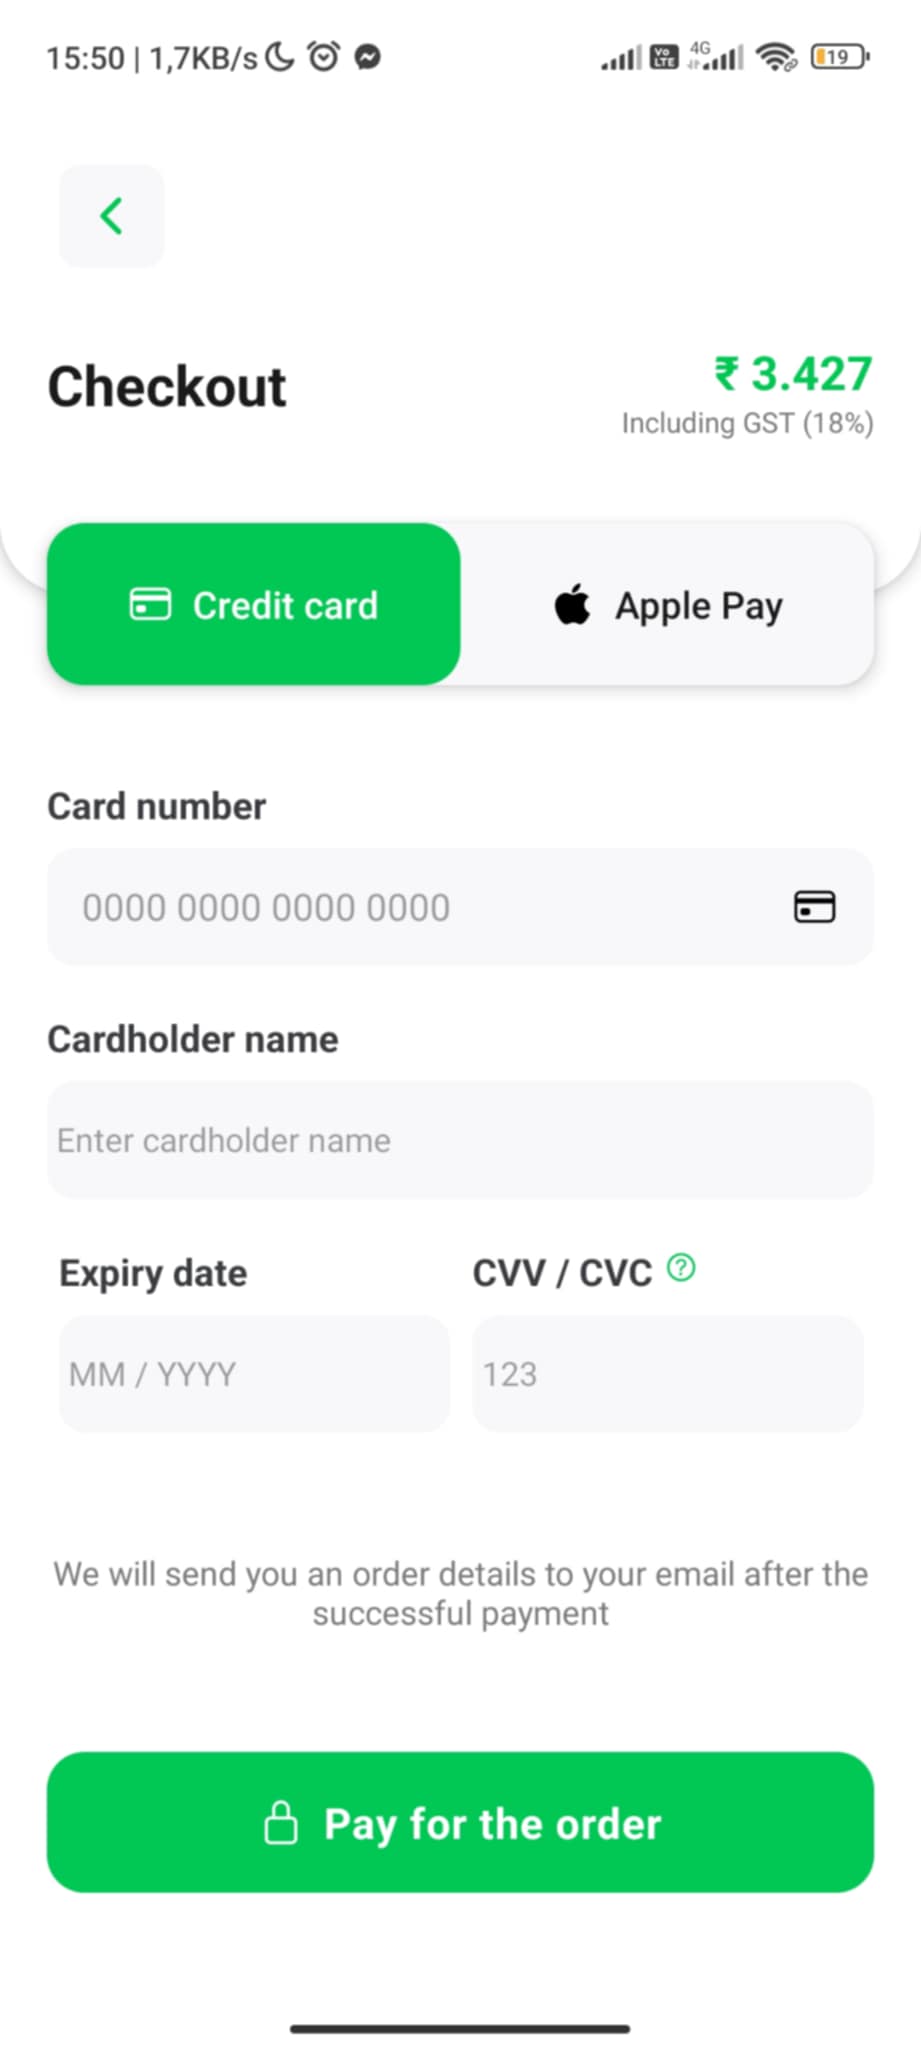 15:50 | 1,7KB/s
Vo LTE 4G 19
Checkout
₹ 3.427
Including GST (18%)
Credit card
Apple Pay
Card number
0000 0000 0000 0000
Cardholder name
Enter cardholder name
Expiry date
CVV / CVC ?
MM / YYYY
123
We will send you an order details to your email after the
successful payment
Pay for the order